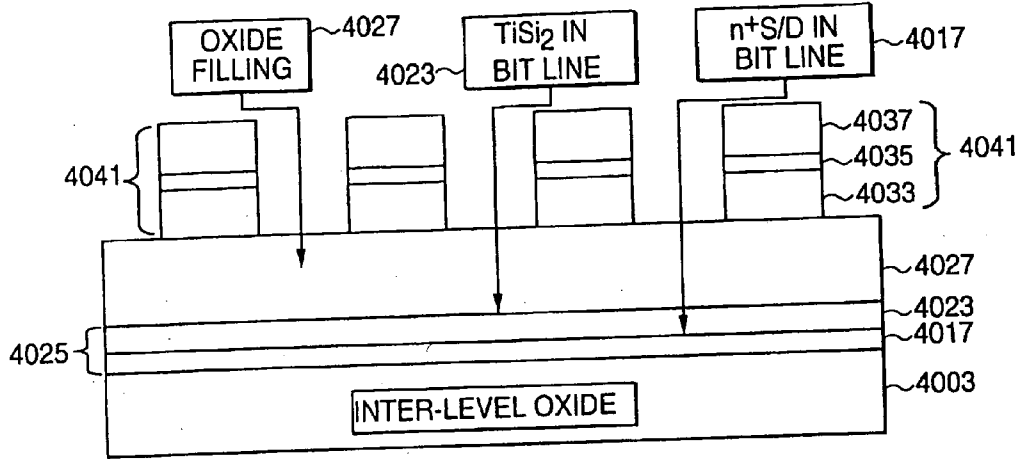 OXIDE
FILLING
4027
TiSi2 IN
BIT LINE
4023
n+S/D IN
BIT LINE
4017
4041
4037
4035
4033
4041
4027
4023
4017
4025
4003
INTER-LEVEL OXIDE